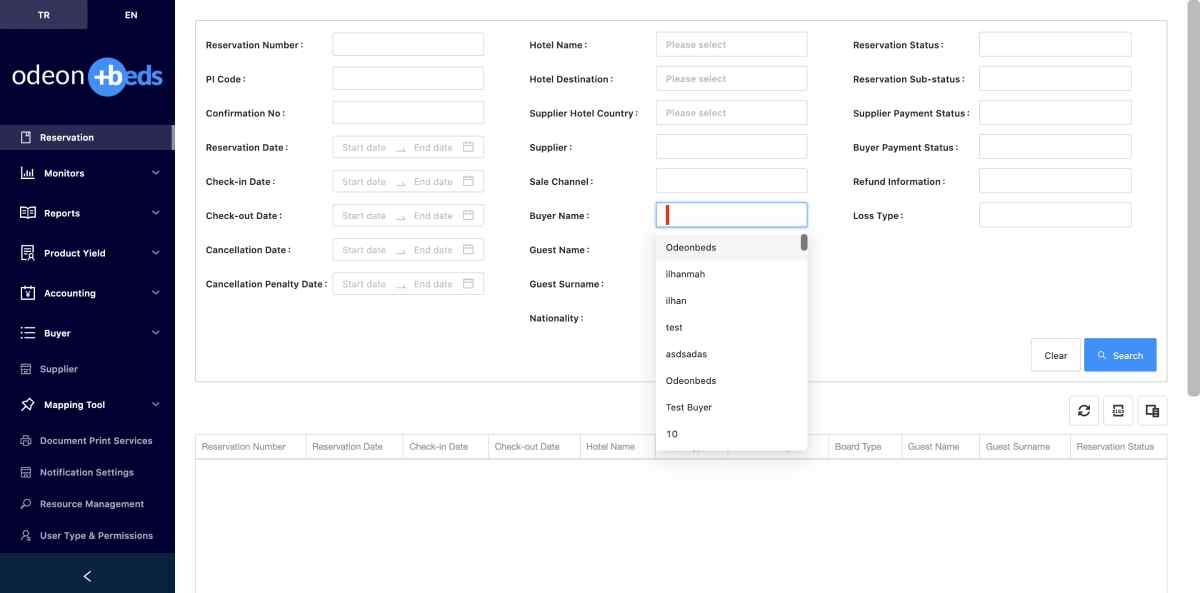 TR
EN
odeon +beds
Reservation
Monitors
Reports
Product Yield
Accounting
Buyer
Supplier
Mapping Tool
Document Print Services
Notification Settings
Resource Management
User Type & Permissions
Reservation Number :
PI Code :
Confirmation No :
Reservation Date : Start date End date
Check-in Date : Start date End date
Check-out Date : Start date End date
Cancellation Date : Start date End date
Cancellation Penalty Date : Start date End date
Hotel Name : Please select
Hotel Destination : Please select
Supplier Hotel Country : Please select
Supplier :
Sale Channel :
Buyer Name :
Guest Name :
Guest Surname :
Nationality :
Odeonbeds
ilhanmah
ilhan
test
asdsadas
Odeonbeds
Test Buyer
10
Reservation Status :
Reservation Sub-status :
Supplier Payment Status :
Buyer Payment Status :
Refund Information :
Loss Type :
Clear
Search
Reservation Number Reservation Date Check-in Date Check-out Date Hotel Name Board Type Guest Name Guest Surname Reservation Status